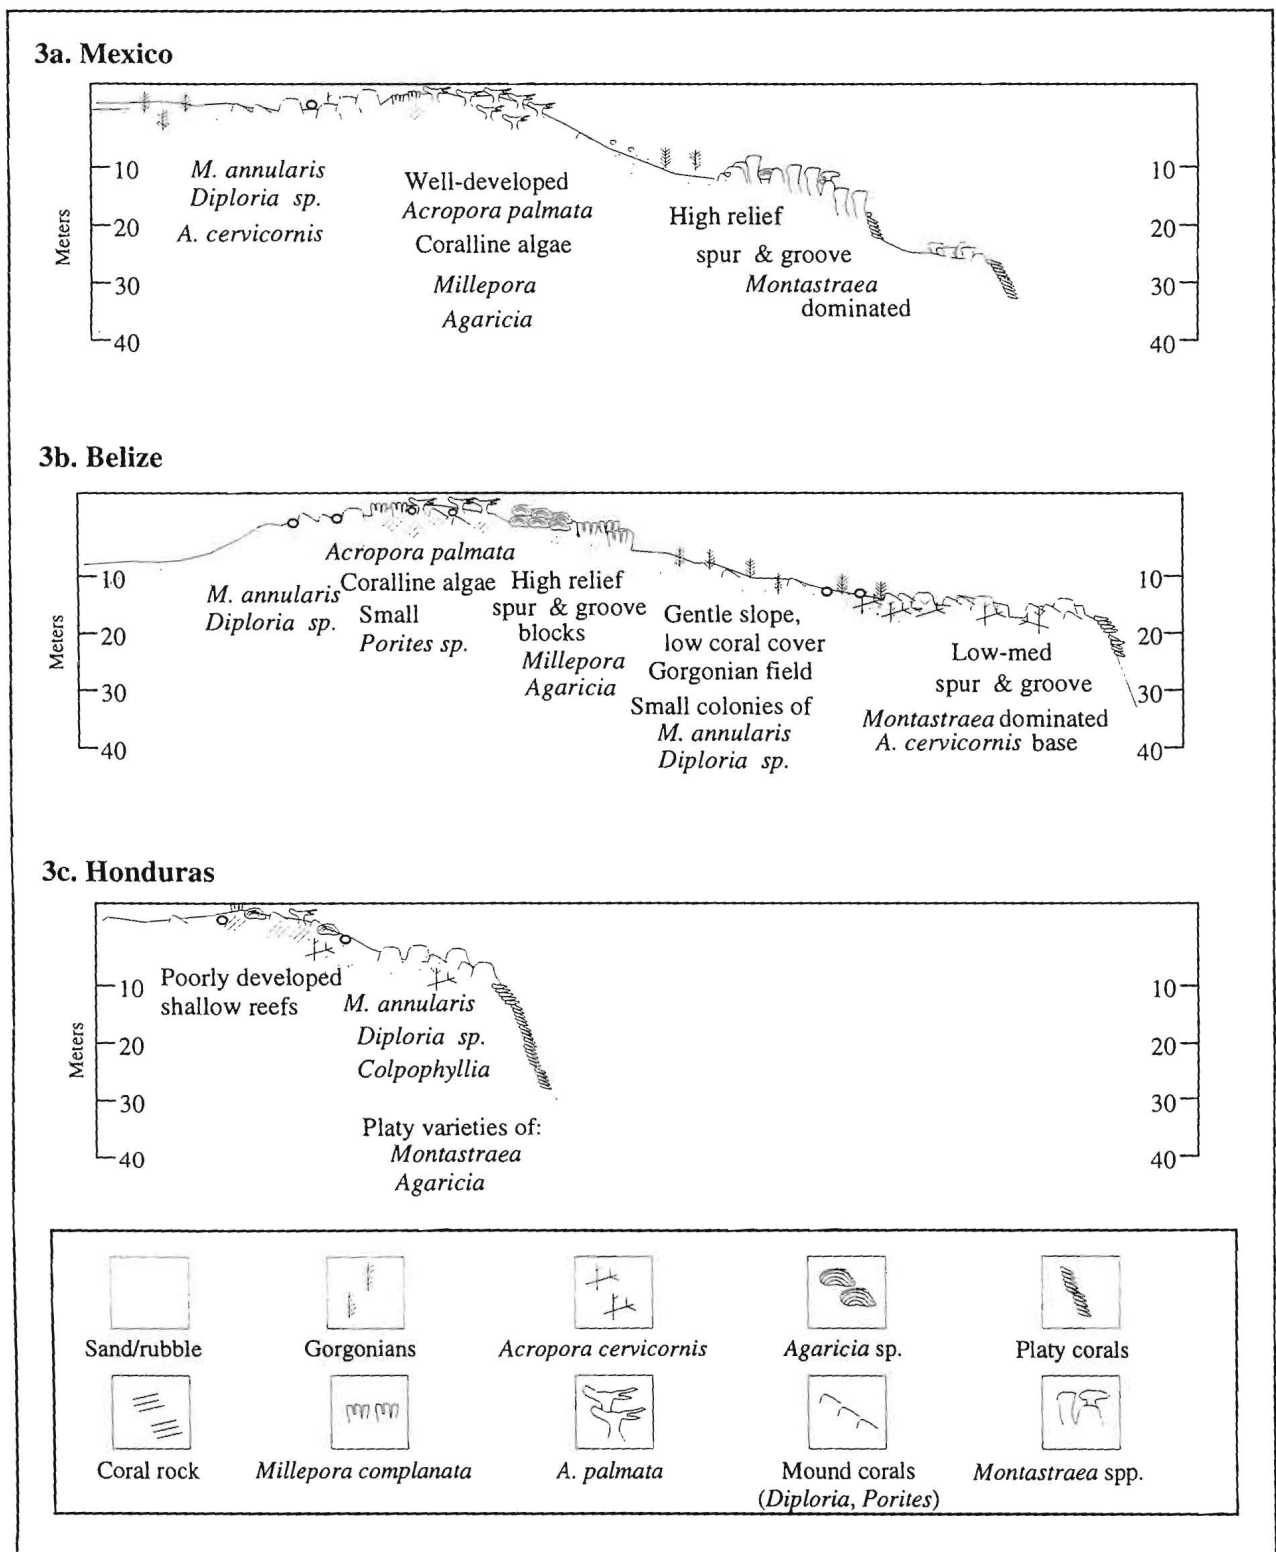 3a. Mexico
Meters
10
20
30
40
M. annularis
Diploria sp.
A. cervicornis
Well-developed
Acropora palmata
Coralline algae
Millepora
Agaricia
High relief
spur & groove
Montastraea
dominated
10
20
30
40
3b. Belize
Meters
10
20
30
40
M. annularis
Diploria sp.
Acropora palmata
Coralline algae
Small
Porites sp.
High relief
spur & groove
blocks
Millepora
Agaricia
Gentle slope,
low coral cover
Gorgonian field
Small colonies of
M. annularis
Diploria sp.
Low-med
spur & groove
Montastraea dominated
A. cervicornis base
10
20
30
40
3c. Honduras
Meters
10
20
30
40
Poorly developed
shallow reefs
M. annularis
Diploria sp.
Colpophyllia
Platy varieties of:
Montastraea
Agaricia
10
20
30
40
Sand/rubble
Gorgonians
Acropora cervicornis
Agaricia sp.
Platy corals
Coral rock
Millepora complanata
A. palmata
Mound corals
(Diploria, Porites)
Montastraea spp.